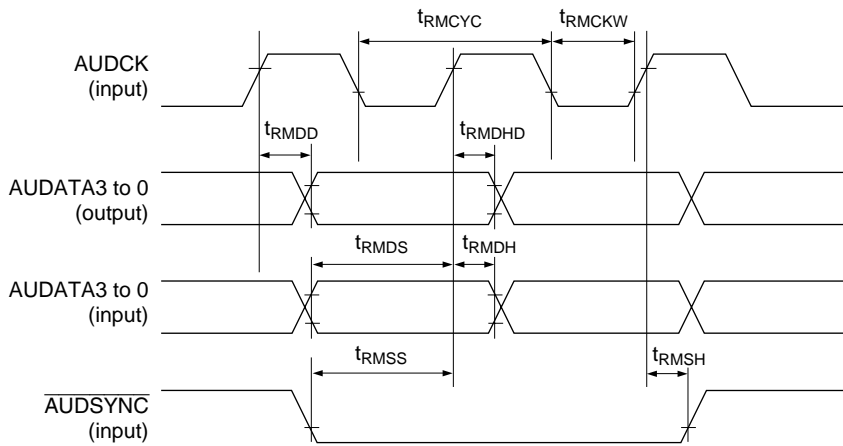 tRMCYC tRMCKW
AUDCK
(input)
tRMDD tRMDHD
AUDATA3 to 0
(output)
tRMDS tRMDH
AUDATA3 to 0
(input)
tRMSS tRMSH
AUDSYNC
(input)